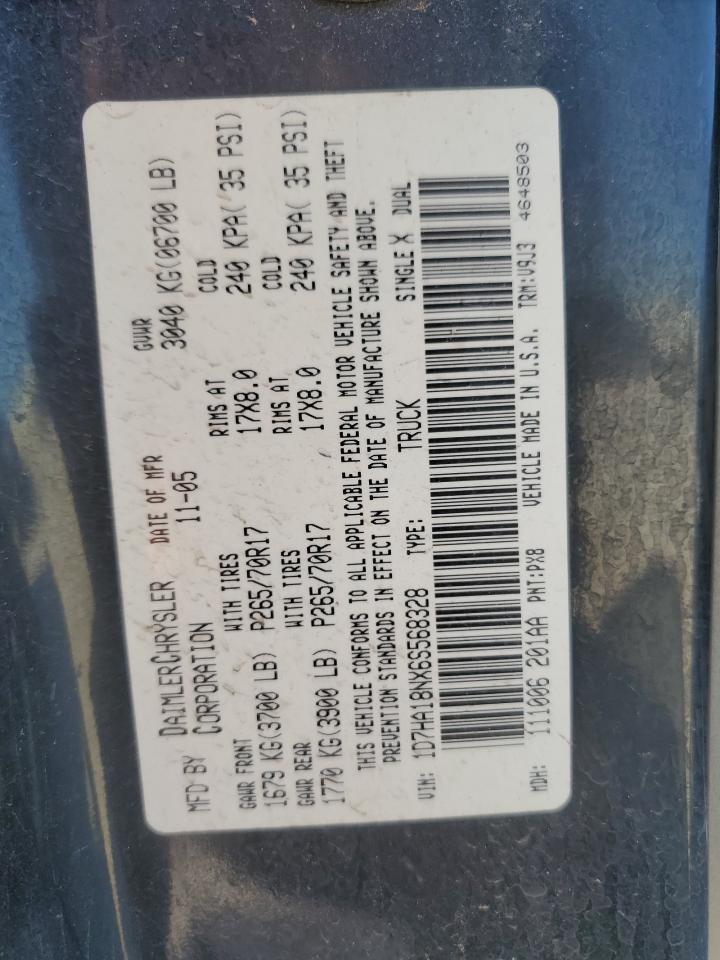 MFD BY DAIMLERCHRYSLER DATE OF MFR GVWR
CORPORATION 11-05 3040 KG(06700 LB)
GAWR FRONT WITH TIRES RIMS AT COLD
1679 KG(3700 LB) P265/70R17 17X8.0 240 KPA( 35 PSI)
GAWR REAR WITH TIRES RIMS AT COLD
1770 KG(3900 LB) P265/70R17 17X8.0 240 KPA( 35 PSI)
THIS VEHICLE CONFORMS TO ALL APPLICABLE FEDERAL MOTOR VEHICLE SAFETY AND THEFT
PREVENTION STANDARDS IN EFFECT ON THE DATE OF MANUFACTURE SHOWN ABOVE.
VIN: 1D7HA18NX6S568328 TYPE: TRUCK SINGLE X DUAL
MDH: 111006 201AA PNT:PX8 VEHICLE MADE IN U.S.A. TRM:V9J3 4648503